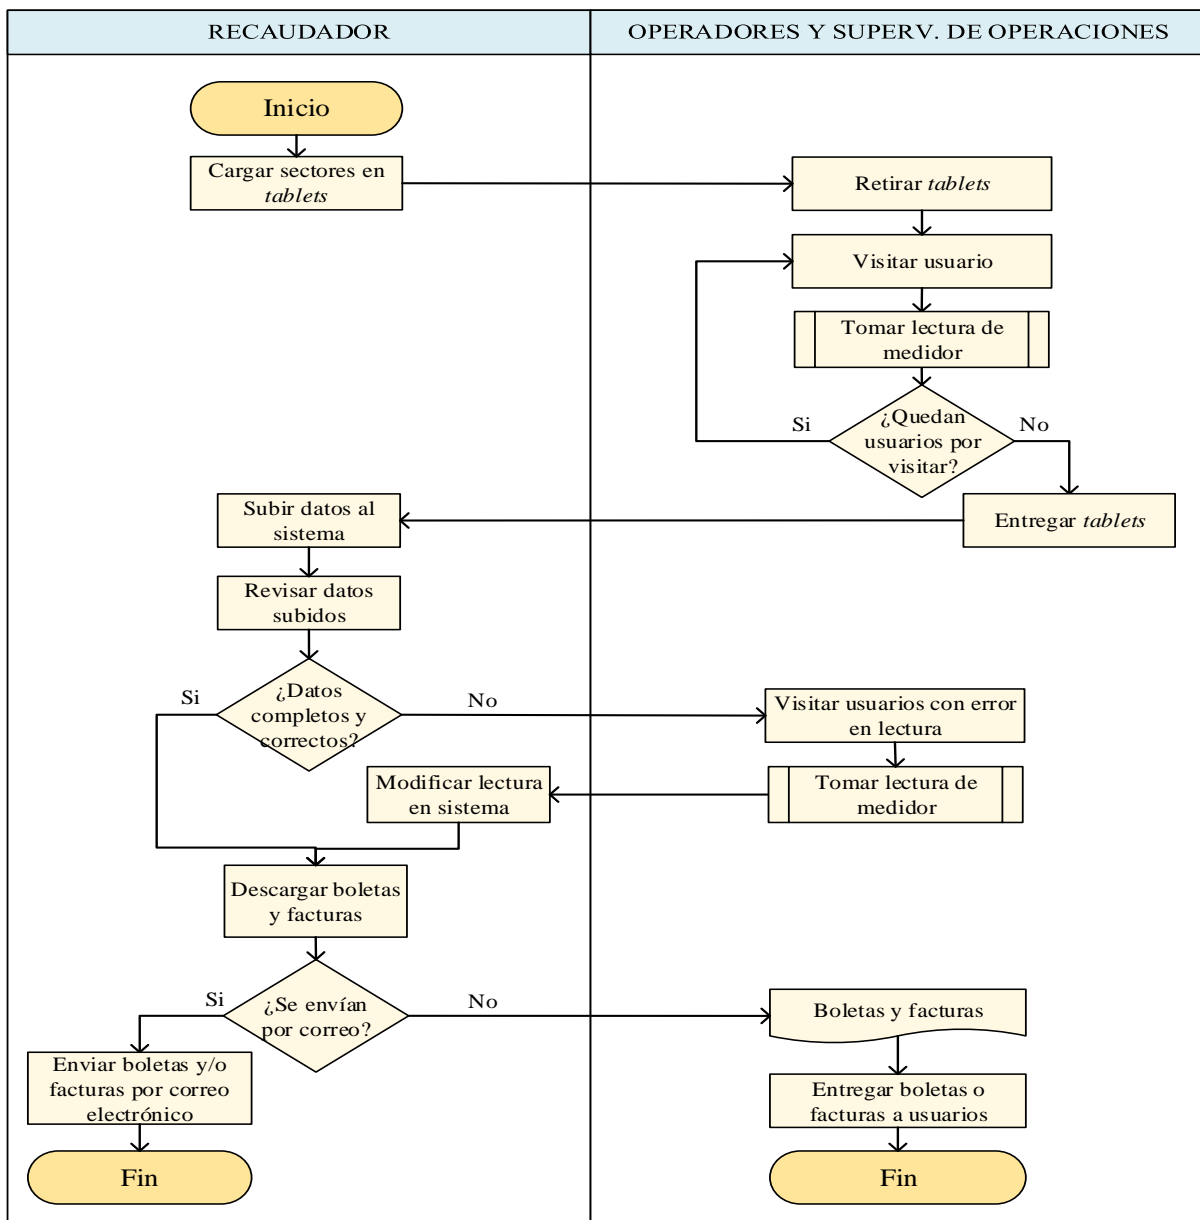 RECAUDADOR
OPERADORES Y SUPERV. DE OPERACIONES
Inicio
Cargar sectores en
tablets
Retirar tablets
Visitar usuario
Tomar lectura de
medidor
¿Quedan
usuarios por
visitar?
Si
No
Entregar tablets
Subir datos al
sistema
Revisar datos
subidos
¿Datos
completos y
correctos?
Si
No
Visitar usuarios con error
en lectura
Tomar lectura de
medidor
Modificar lectura
en sistema
Descargar boletas
y facturas
¿Se envían
por correo?
Si
No
Boletas y facturas
Enviar boletas y/o
facturas por correo
electrónico
Entregar boletas o
facturas a usuarios
Fin
Fin